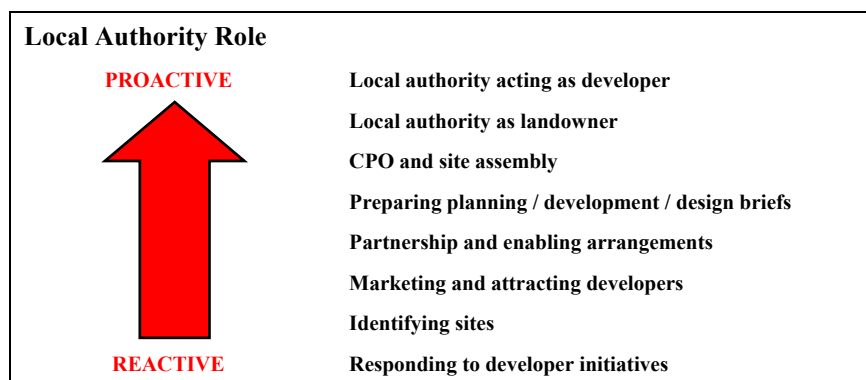 Local Authority Role
PROACTIVE
Local authority acting as developer
Local authority as landowner
CPO and site assembly
Preparing planning / development / design briefs
Partnership and enabling arrangements
Marketing and attracting developers
Identifying sites
REACTIVE
Responding to developer initiatives